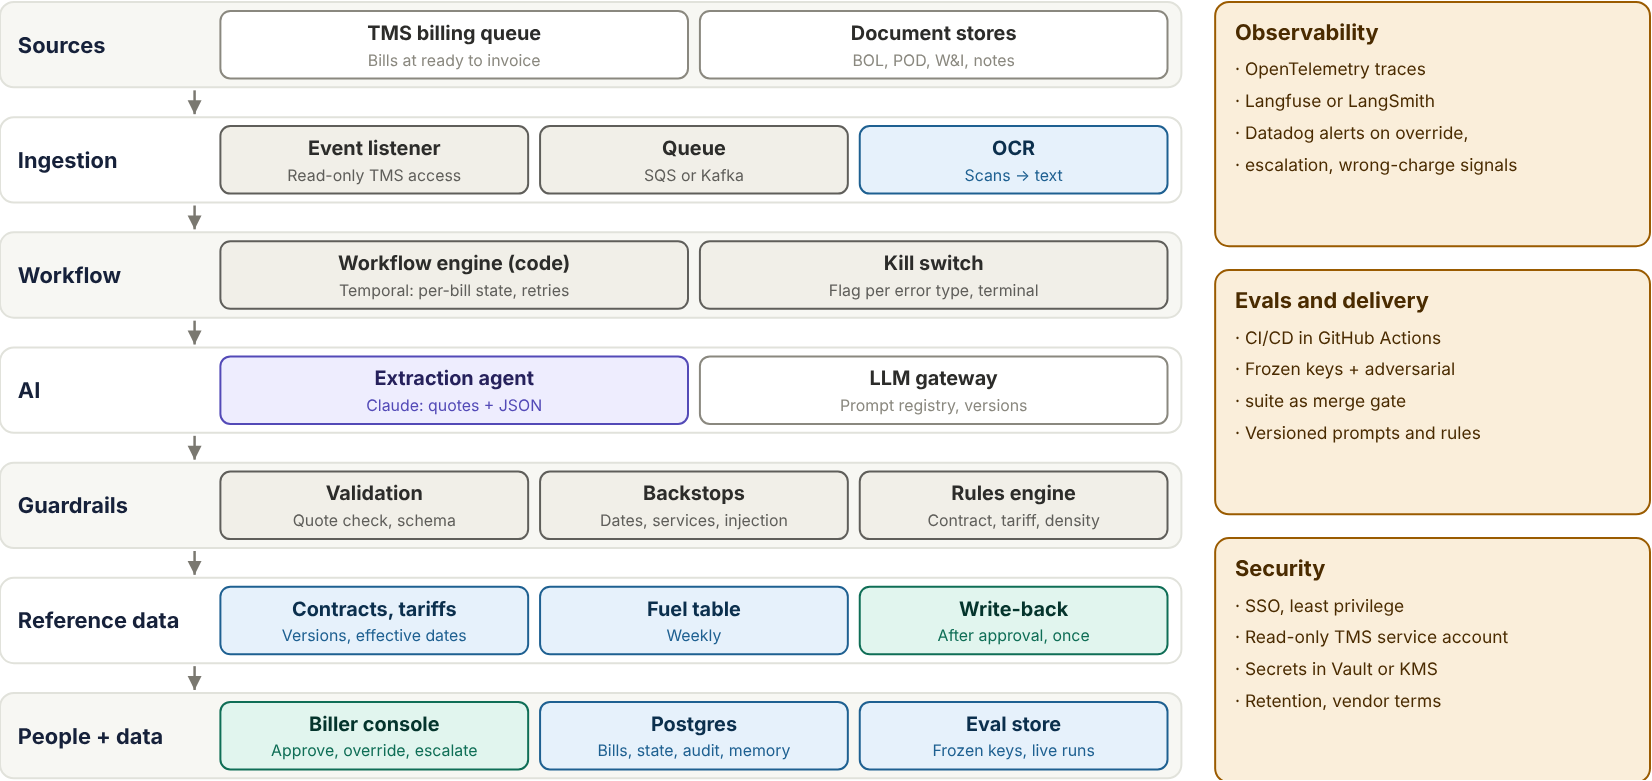 Sources
TMS billing queue
Bills at ready to invoice
Document stores
BOL, POD, W&I, notes
Ingestion
Event listener
Read-only TMS access
Queue
SQS or Kafka
OCR
Scans → text
Workflow
Workflow engine (code)
Temporal: per-bill state, retries
Kill switch
Flag per error type, terminal
AI
Extraction agent
Claude: quotes + JSON
LLM gateway
Prompt registry, versions
Guardrails
Validation
Quote check, schema
Backstops
Dates, services, injection
Rules engine
Contract, tariff, density
Reference data
Contracts, tariffs
Versions, effective dates
Fuel table
Weekly
Write-back
After approval, once
People + data
Biller console
Approve, override, escalate
Postgres
Bills, state, audit, memory
Eval store
Frozen keys, live runs
Observability
· OpenTelemetry traces
· Langfuse or LangSmith
· Datadog alerts on override,
· escalation, wrong-charge signals
Evals and delivery
· CI/CD in GitHub Actions
· Frozen keys + adversarial
· suite as merge gate
· Versioned prompts and rules
Security
· SSO, least privilege
· Read-only TMS service account
· Secrets in Vault or KMS
· Retention, vendor terms